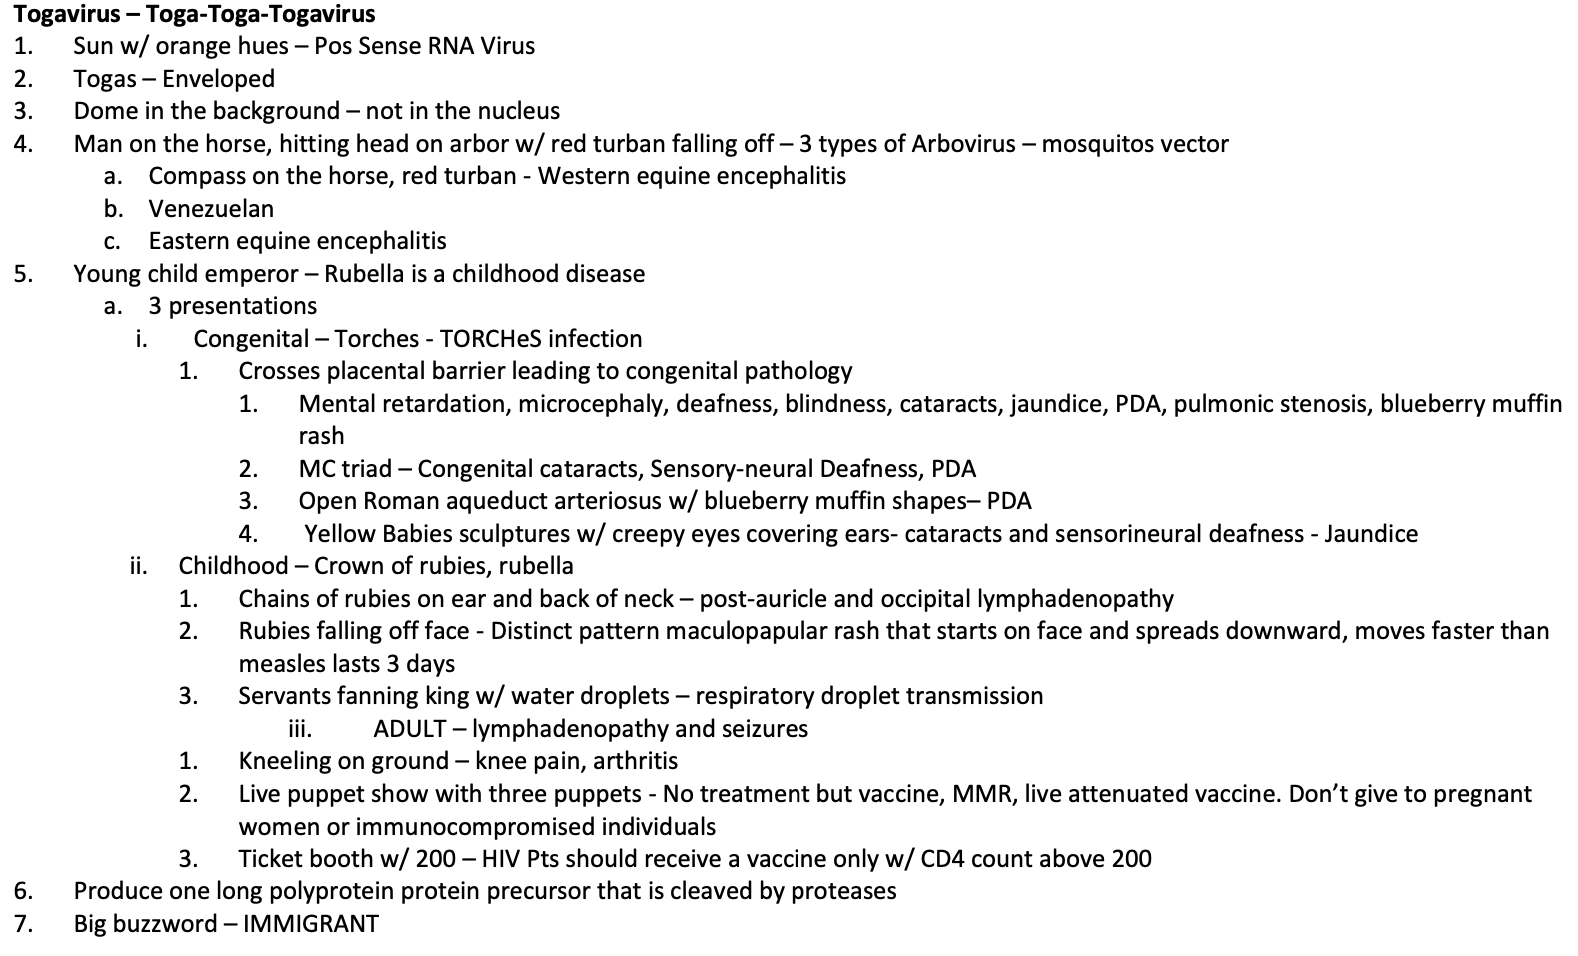 Togavirus – Toga-Toga-Togavirus
1. Sun w/ orange hues – Pos Sense RNA Virus
2. Togas – Enveloped
3. Dome in the background – not in the nucleus
4. Man on the horse, hitting head on arbor w/ red turban falling off – 3 types of Arbovirus – mosquitos vector
a. Compass on the horse, red turban - Western equine encephalitis
b. Venezuelan
c. Eastern equine encephalitis
5. Young child emperor – Rubella is a childhood disease
a. 3 presentations
i. Congenital – Torches - TORCHeS infection
1. Crosses placental barrier leading to congenital pathology
1. Mental retardation, microcephaly, deafness, blindness, cataracts, jaundice, PDA, pulmonic stenosis, blueberry muffin
rash
2. MC triad – Congenital cataracts, Sensory-neural Deafness, PDA
3. Open Roman aqueduct arteriosus w/ blueberry muffin shapes– PDA
4. Yellow Babies sculptures w/ creepy eyes covering ears- cataracts and sensorineural deafness - Jaundice
ii. Childhood – Crown of rubies, rubella
1. Chains of rubies on ear and back of neck – post-auricle and occipital lymphadenopathy
2. Rubies falling off face - Distinct pattern maculopapular rash that starts on face and spreads downward, moves faster than
measles lasts 3 days
3. Servants fanning king w/ water droplets – respiratory droplet transmission
iii. ADULT – lymphadenopathy and seizures
1. Kneeling on ground – knee pain, arthritis
2. Live puppet show with three puppets - No treatment but vaccine, MMR, live attenuated vaccine. Don’t give to pregnant
women or immunocompromised individuals
3. Ticket booth w/ 200 – HIV Pts should receive a vaccine only w/ CD4 count above 200
6. Produce one long polyprotein protein precursor that is cleaved by proteases
7. Big buzzword – IMMIGRANT